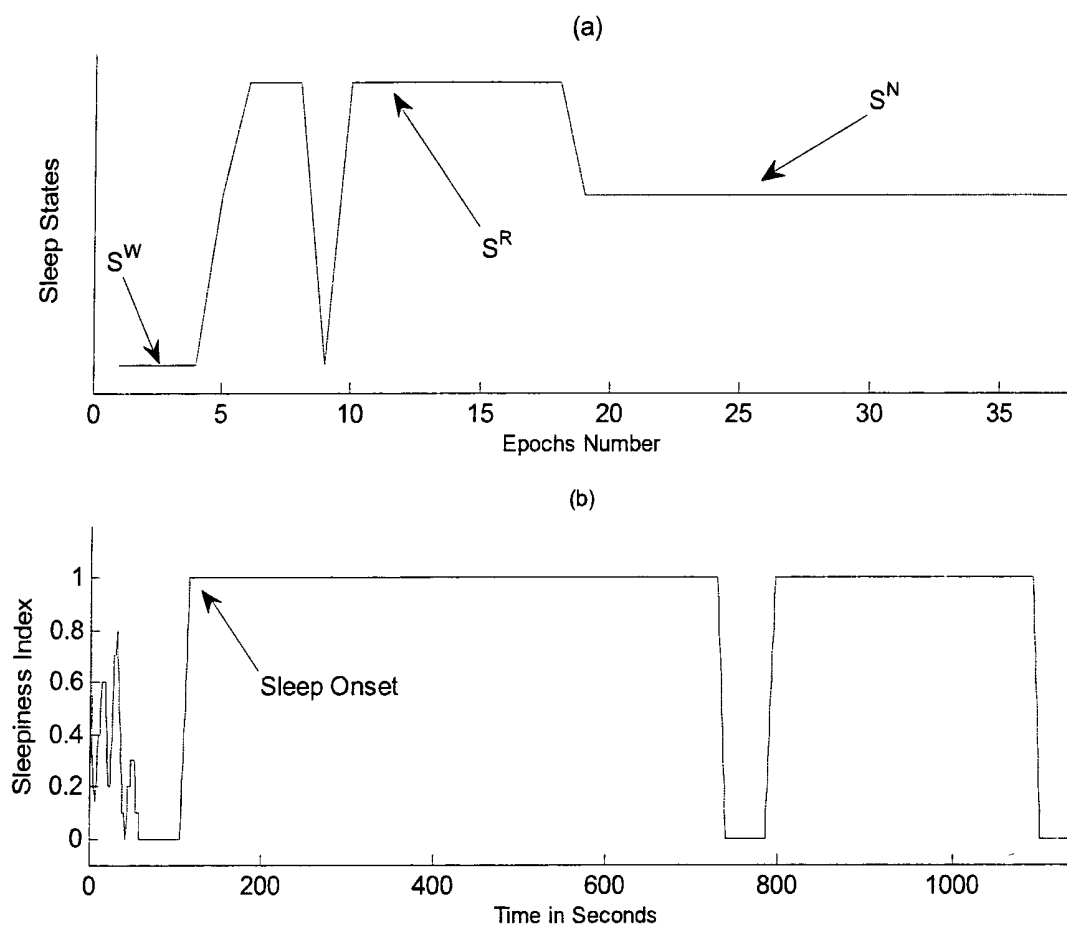 (a)
Sleep States
S^W
S^R
S^N
0 5 10 15 20 25 30 35
Epochs Number
(b)
Sleepiness Index
1
0.8
0.6
0.4
0.2
0
Sleep Onset
0 200 400 600 800 1000
Time in Seconds